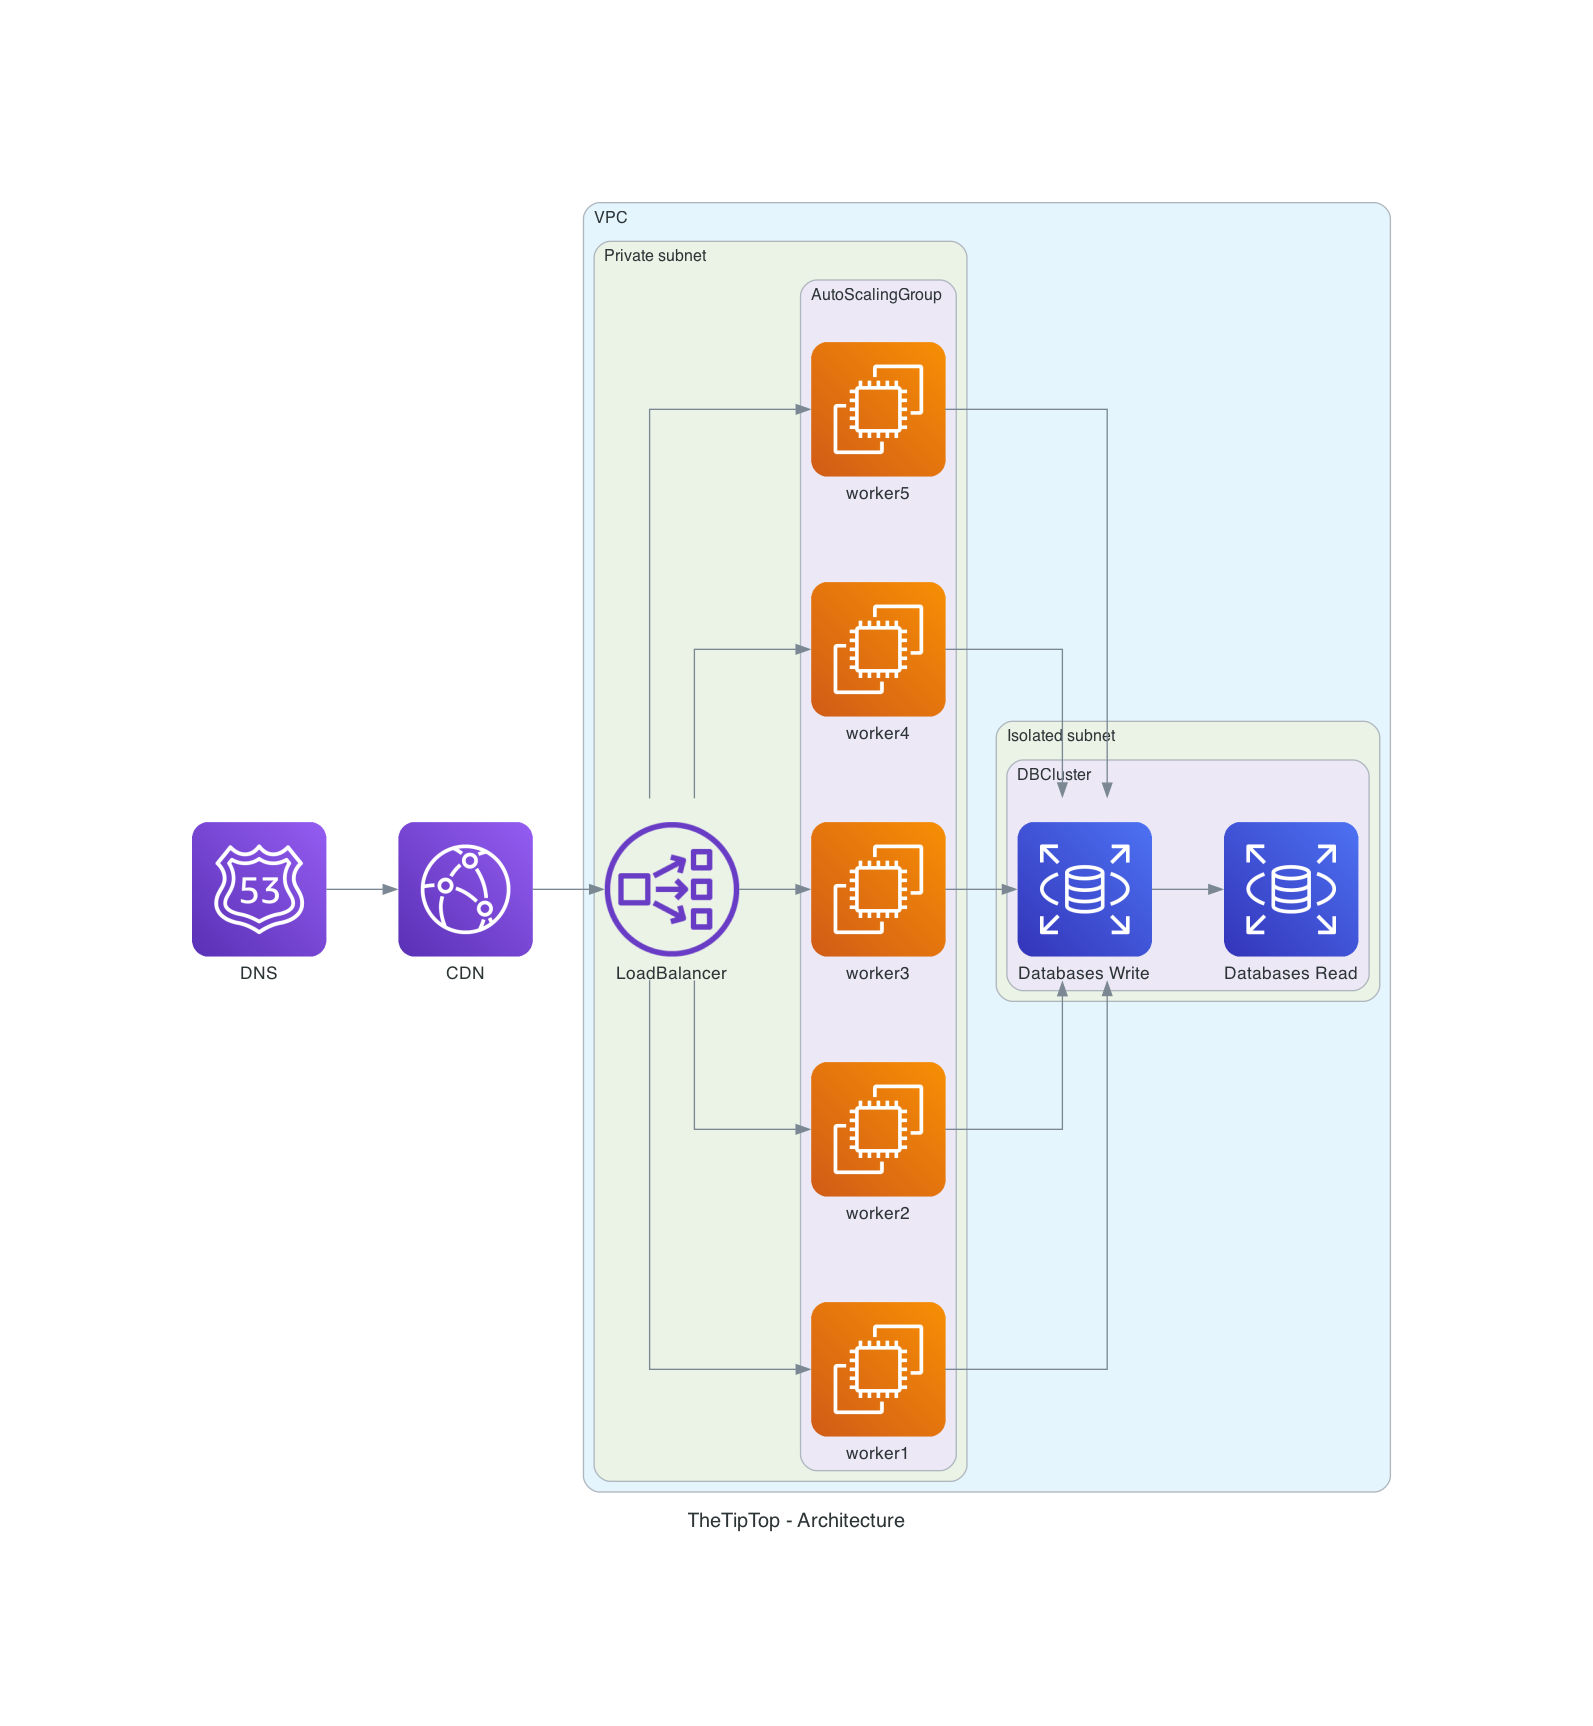 VPC
Private subnet
AutoScalingGroup
worker5
worker4
Isolated subnet
DBCluster
53
DNS
CDN
LoadBalancer
worker3
Databases Write
Databases Read
worker2
worker1
TheTipTop - Architecture